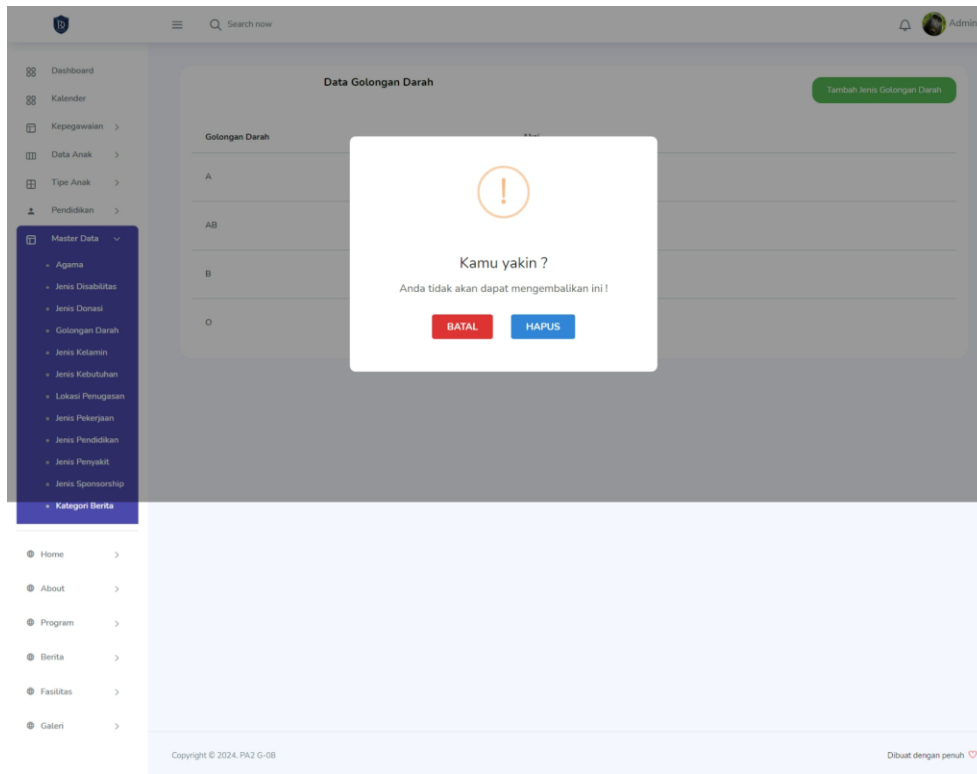 Search now
Admin
Dashboard
Kalender
Kepegawaian
Data Anak
Tipe Anak
Pendidikan
Master Data
Agama
Jenis Disabilitas
Jenis Donasi
Golongan Darah
Jenis Kelamin
Jenis Kebutuhan
Lokasi Penugasan
Jenis Pekerjaan
Jenis Pendidikan
Jenis Penyakit
Jenis Sponsorship
Kategori Berita
Home
About
Program
Berita
Fasilitas
Galeri
Data Golongan Darah
Tambah Jenis Golongan Darah
Golongan Darah
A
AB
B
O
!
Kamu yakin ?
Anda tidak akan dapat mengembalikan ini !
BATAL HAPUS
Copyright © 2024. PA2 G-08
Dibuat dengan penuh